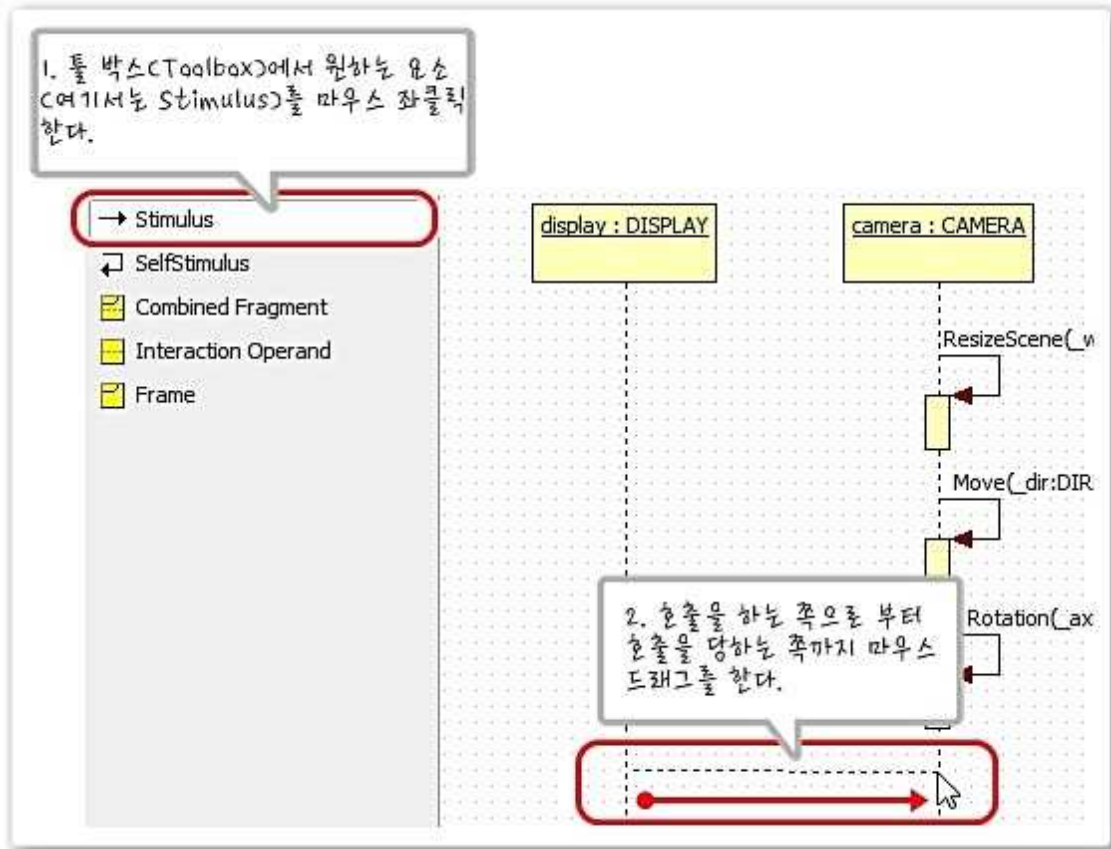 1. 툴 박스(Toolbox)에서 원하는 요소
(여기서는 Stimulus)를 마우스 좌클릭
한다.
Stimulus
SelfStimulus
Combined Fragment
Interaction Operand
Frame
display : DISPLAY
camera : CAMERA
ResizeScene(_w
Move(_dir:DIR
Rotation(_ax
2. 호출을 하는 쪽으로 부터
호출을 당하는 쪽까지 마우스
드래그를 한다.